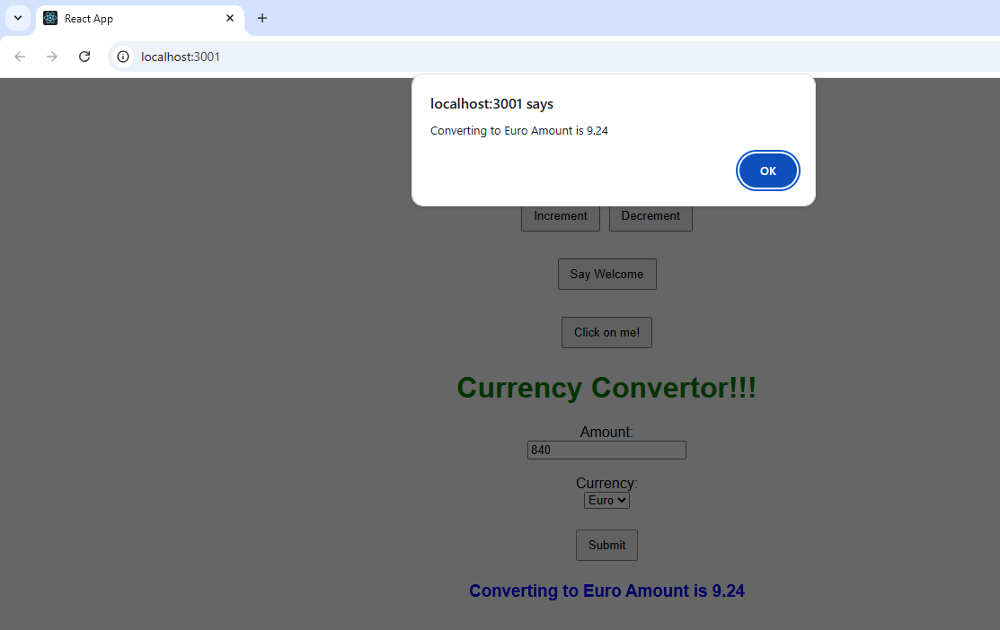 React App
localhost:3001
localhost:3001 says
Converting to Euro Amount is 9.24
OK
Increment Decrement
Say Welcome
Click on me!
Currency Convertor!!!
Amount:
840
Currency:
Euro
Submit
Converting to Euro Amount is 9.24